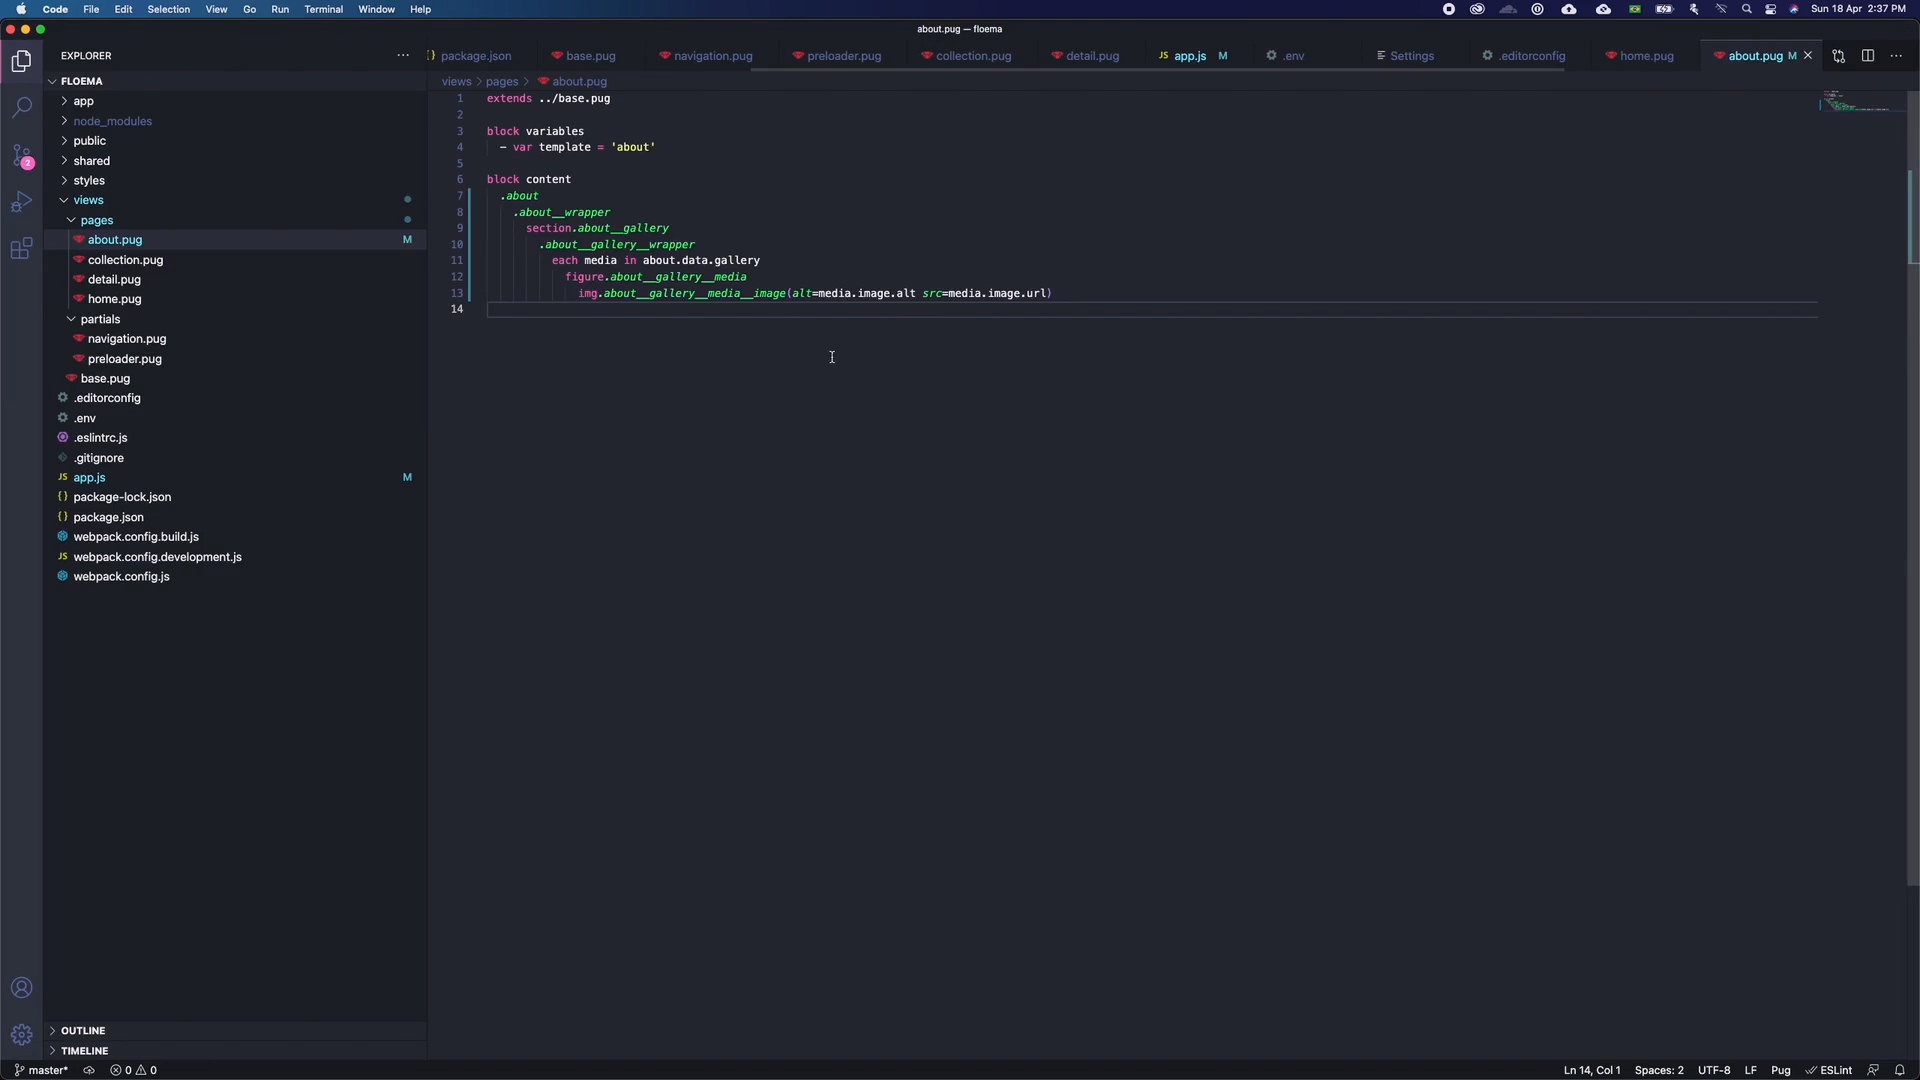 Code File Edit Selection View Go Run Terminal Window Help
Sun 18 Apr 2:37 PM
about.pug — floema
EXPLORER
package.json base.pug navigation.pug preloader.pug collection.pug detail.pug JS app.js M .env Settings .editorconfig home.pug about.pug M
FLOEMA
app
node_modules
public
shared
styles
views
pages
about.pug M
collection.pug
detail.pug
home.pug
partials
navigation.pug
preloader.pug
base.pug
.editorconfig
.env
.eslintrc.js
.gitignore
JS app.js M
{} package-lock.json
{} package.json
webpack.config.build.js
JS webpack.config.development.js
webpack.config.js
OUTLINE
TIMELINE
2
views > pages > about.pug
1 extends ../base.pug
2
3 block variables
4 - var template = 'about'
5
6 block content
7 .about
8 .about__wrapper
9 section.about__gallery
10 .about__gallery__wrapper
11 each media in about.data.gallery
12 figure.about__gallery__media
13 img.about__gallery__media__image(alt=media.image.alt src=media.image.url)
14
master* 0 0
Ln 14, Col 1 Spaces: 2 UTF-8 LF Pug ESLint